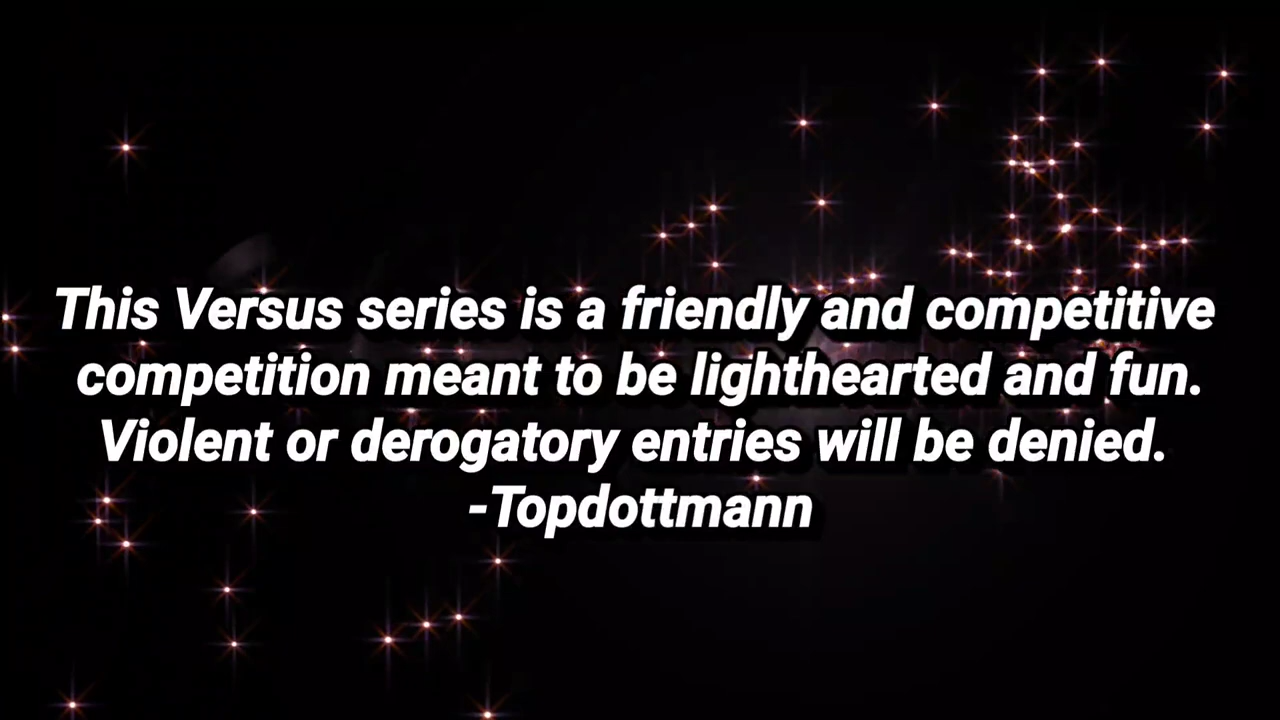 This Versus series is a friendly and competitive
competition meant to be lighthearted and fun.
Violent or derogatory entries will be denied.
-Topdottmann